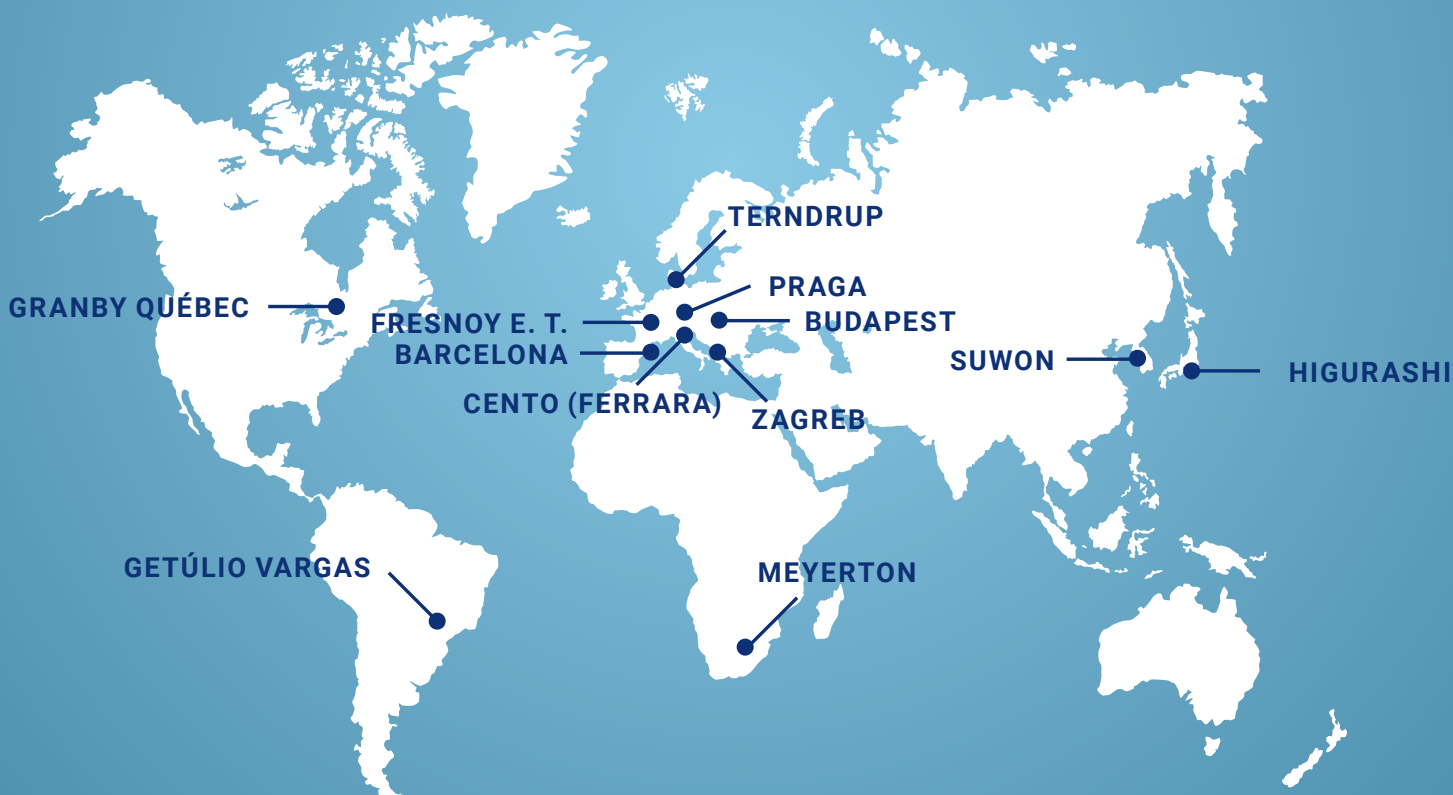 TERNDRUP
PRAGA
GRANBY QUÉBEC
FRESNOY E. T.
BUDAPEST
BARCELONA
SUWON
HIGURASHI
CENTO (FERRARA)
ZAGREB
GETÚLIO VARGAS
MEYERTON